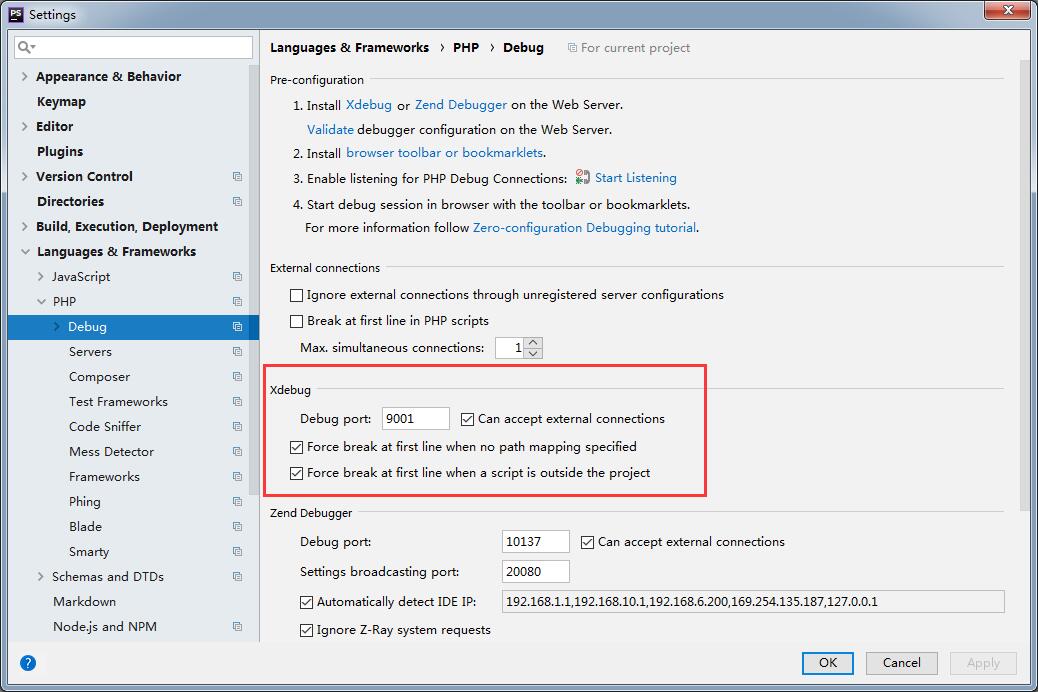 PS Settings
Languages & Frameworks › PHP › Debug For current project
Appearance & Behavior
Keymap
Editor
Plugins
Version Control
Directories
Build, Execution, Deployment
Languages & Frameworks
JavaScript
PHP
Debug
Servers
Composer
Test Frameworks
Code Sniffer
Mess Detector
Frameworks
Phing
Blade
Smarty
Schemas and DTDs
Markdown
Node.js and NPM
Pre-configuration
1. Install Xdebug or Zend Debugger on the Web Server.
Validate debugger configuration on the Web Server.
2. Install browser toolbar or bookmarklets.
3. Enable listening for PHP Debug Connections: Start Listening
4. Start debug session in browser with the toolbar or bookmarklets.
For more information follow Zero-configuration Debugging tutorial.
External connections
Ignore external connections through unregistered server configurations
Break at first line in PHP scripts
Max. simultaneous connections: 1
Xdebug
Debug port: 9001 Can accept external connections
Force break at first line when no path mapping specified
Force break at first line when a script is outside the project
Zend Debugger
Debug port: 10137 Can accept external connections
Settings broadcasting port: 20080
Automatically detect IDE IP: 192.168.1.1,192.168.10.1,192.168.6.200,169.254.135.187,127.0.0.1
Ignore Z-Ray system requests
? OK Cancel Apply